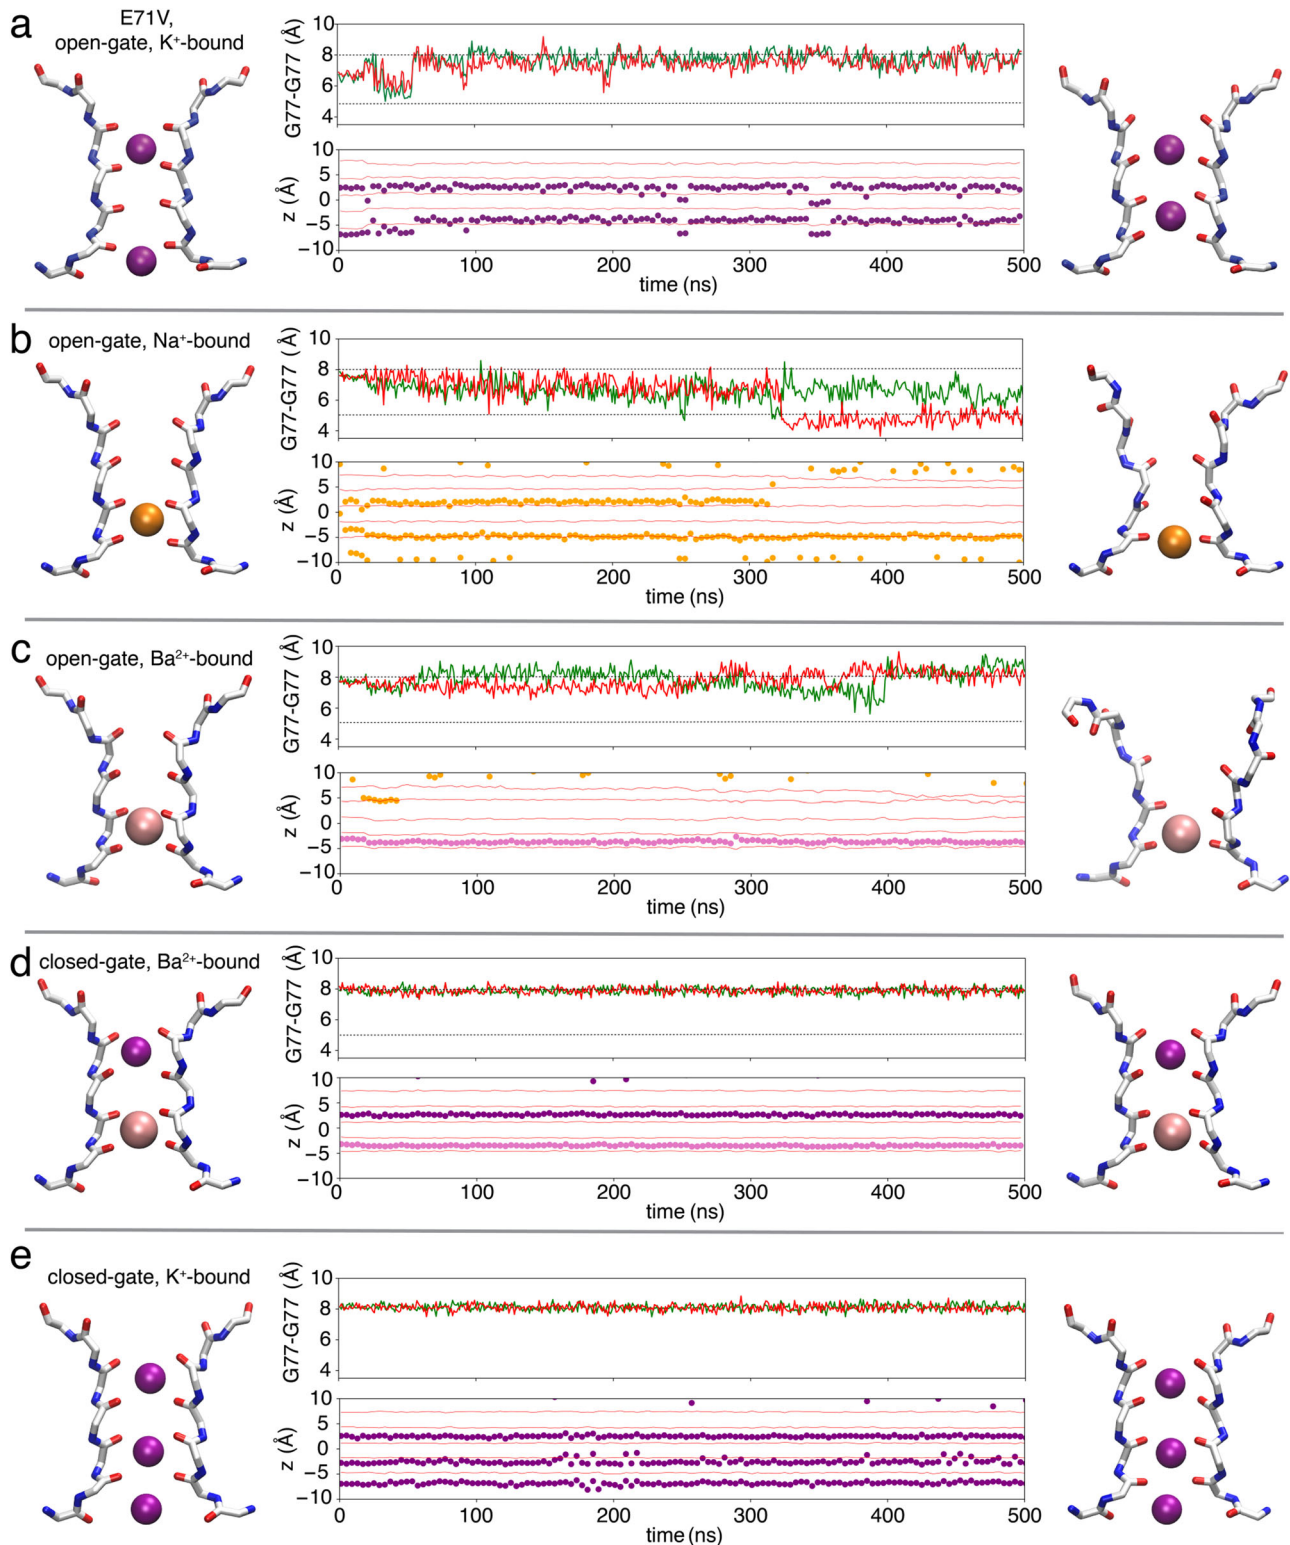 a
E71V,
open-gate, K⁺-bound
G77-G77 (Å)
10
8
6
4
z (Å)
10
5
0
−5
−10
0 100 200 300 400 500
time (ns)
b
open-gate, Na⁺-bound
G77-G77 (Å)
10
8
6
4
z (Å)
10
5
0
−5
−10
0 100 200 300 400 500
time (ns)
c
open-gate, Ba²⁺-bound
G77-G77 (Å)
10
8
6
4
z (Å)
10
5
0
−5
−10
0 100 200 300 400 500
time (ns)
d
closed-gate, Ba²⁺-bound
G77-G77 (Å)
10
8
6
4
z (Å)
10
5
0
−5
−10
0 100 200 300 400 500
time (ns)
e
closed-gate, K⁺-bound
G77-G77 (Å)
10
8
6
4
z (Å)
10
5
0
−5
−10
0 100 200 300 400 500
time (ns)